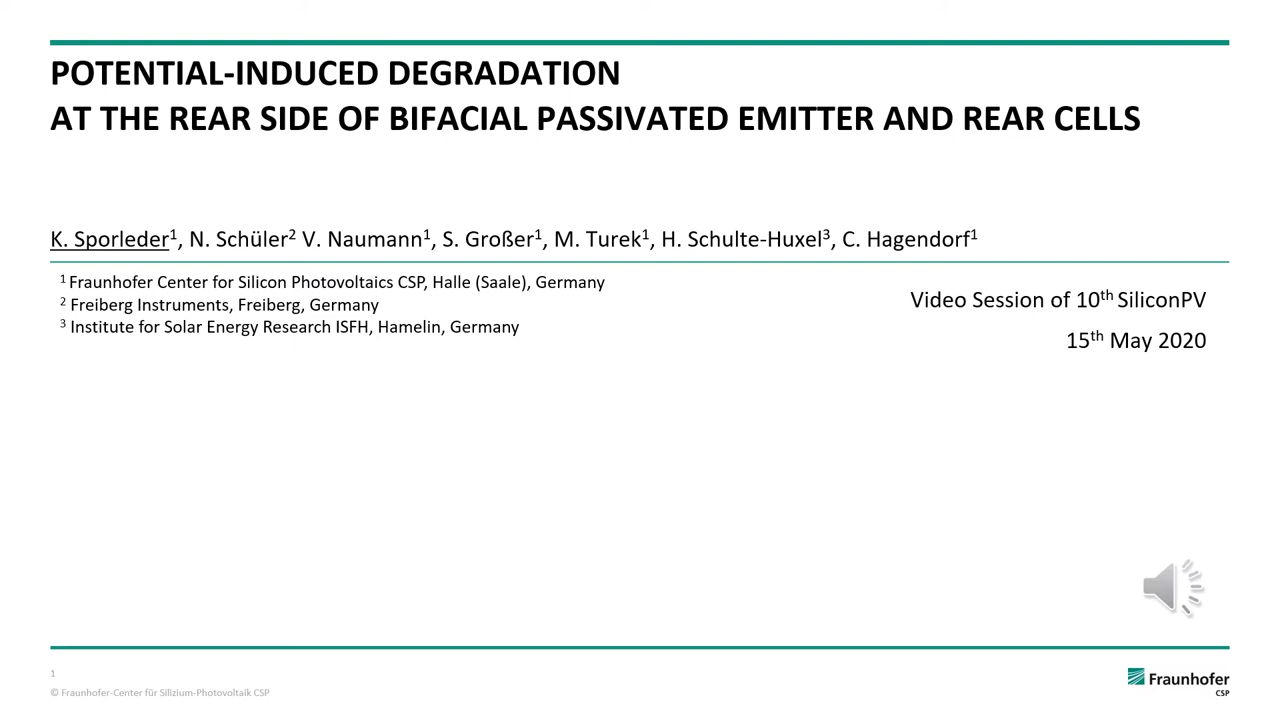 POTENTIAL-INDUCED DEGRADATION
AT THE REAR SIDE OF BIFACIAL PASSIVATED EMITTER AND REAR CELLS
K. Sporleder¹, N. Schüler² V. Naumann¹, S. Großer¹, M. Turek¹, H. Schulte-Huxel³, C. Hagendorf¹
¹ Fraunhofer Center for Silicon Photovoltaics CSP, Halle (Saale), Germany
² Freiberg Instruments, Freiberg, Germany
³ Institute for Solar Energy Research ISFH, Hamelin, Germany
Video Session of 10th SiliconPV
15th May 2020
1
© Fraunhofer-Center für Silizium-Photovoltaik CSP
Fraunhofer
CSP